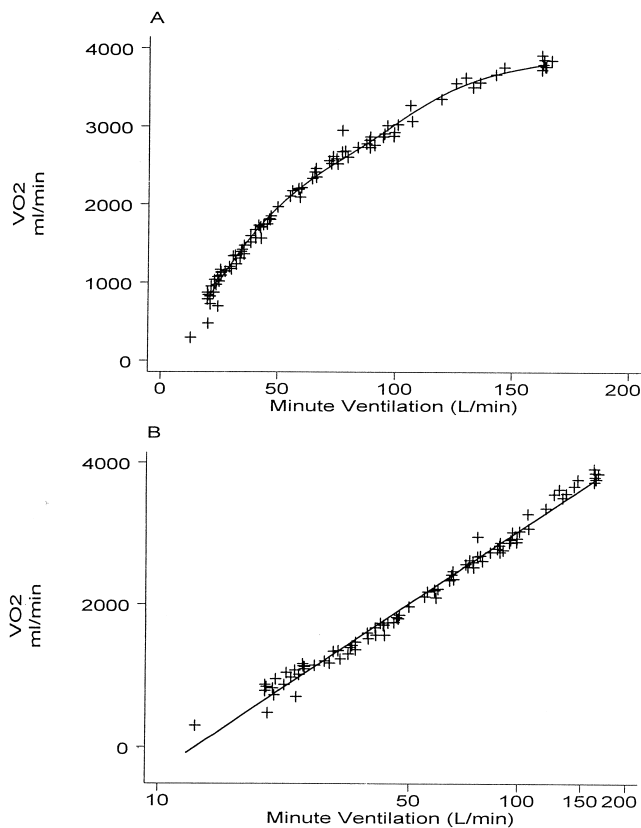 A
4000
3000
2000
1000
0
VO2
ml/min
0 50 100 150 200
Minute Ventilation (L/min)
B
4000
2000
0
VO2
ml/min
10 50 100 150 200
Minute Ventilation (L/min)